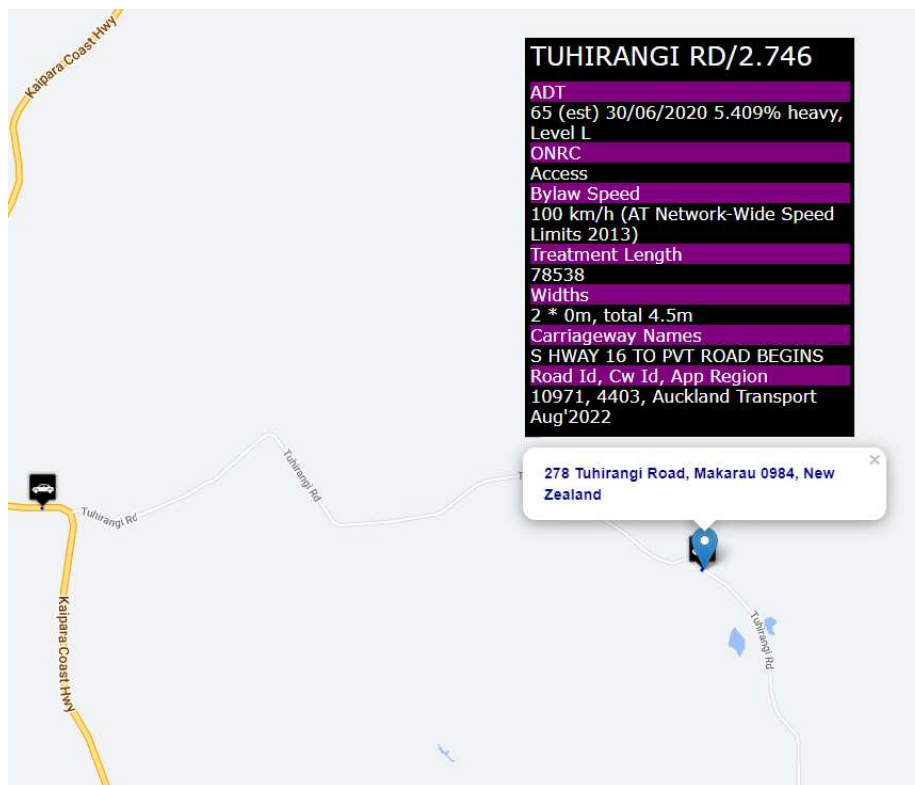 Kaipara Coast Hwy
TUHIRANGI RD/2.746
ADT
65 (est) 30/06/2020 5.409% heavy,
Level L
ONRC
Access
Bylaw Speed
100 km/h (AT Network-Wide Speed
Limits 2013)
Treatment Length
78538
Widths
2 * 0m, total 4.5m
Carriageway Names
S HWAY 16 TO PVT ROAD BEGINS
Road Id, Cw Id, App Region
10971, 4403, Auckland Transport
Aug'2022
Tuhirangi Rd
T
×
278 Tuhirangi Road, Makarau 0984, New
Zealand
Tuhirangi Rd
Kaipara Coast Hwy
Tuhirangi Rd